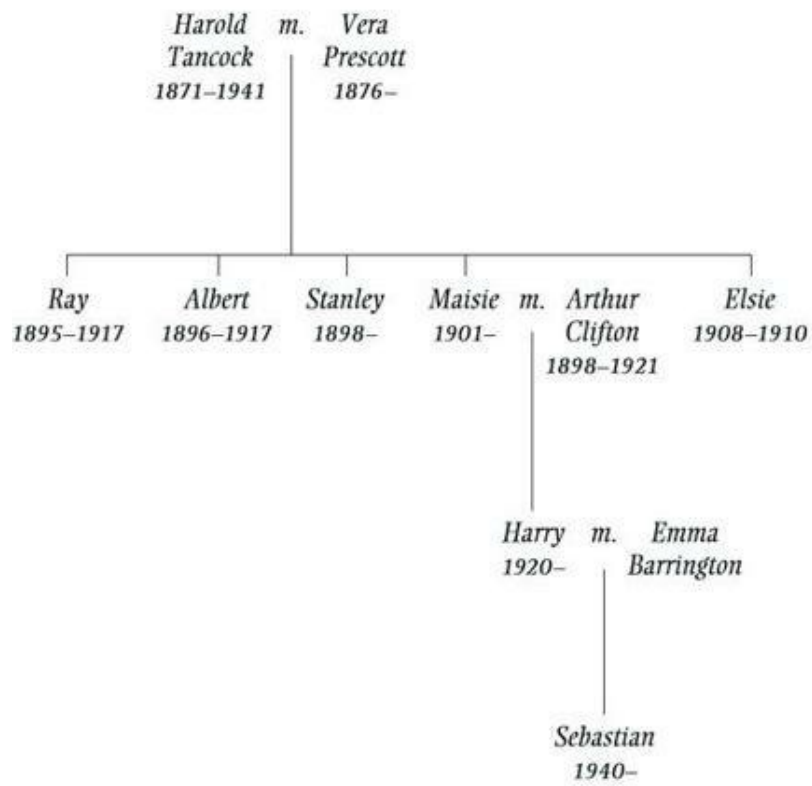 Harold m. Vera
Tancock Prescott
1871–1941 1876–
Ray Albert Stanley Maisie m. Arthur Elsie
1895–1917 1896–1917 1898– 1901– Clifton 1908–1910
1898–1921
Harry m. Emma
1920– Barrington
Sebastian
1940–